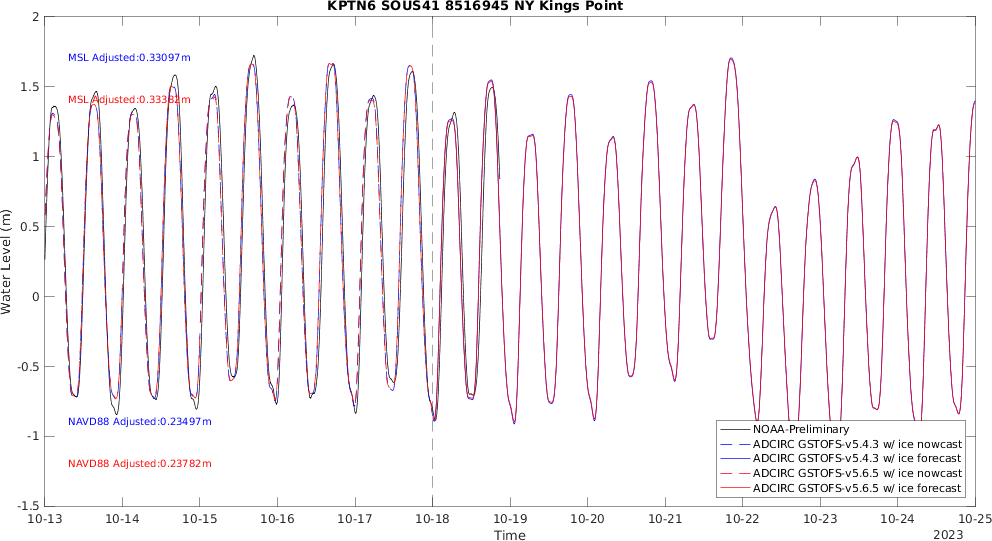 KPTN6 SOUS41 8516945 NY Kings Point
2
1.5
1
0.5
0
-0.5
-1
-1.5
Water Level (m)
MSL Adjusted:0.33097m
MSL Adjusted:0.33382m
NAVD88 Adjusted:0.23497m
NAVD88 Adjusted:0.23782m
NOAA-Preliminary
ADCIRC GSTOFS-v5.4.3 w/ ice nowcast
ADCIRC GSTOFS-v5.4.3 w/ ice forecast
ADCIRC GSTOFS-v5.6.5 w/ ice nowcast
ADCIRC GSTOFS-v5.6.5 w/ ice forecast
10-13 10-14 10-15 10-16 10-17 10-18 10-19 10-20 10-21 10-22 10-23 10-24 10-25
Time
2023